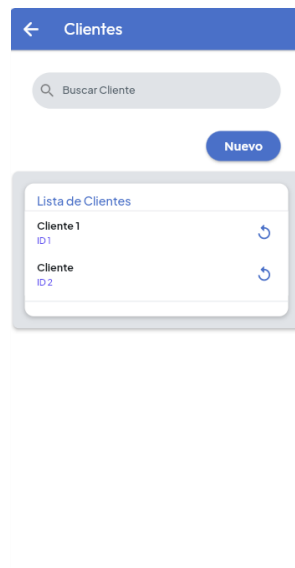 Clientes
Buscar Cliente
Nuevo
Lista de Clientes
Cliente 1
ID 1
Cliente
ID 2